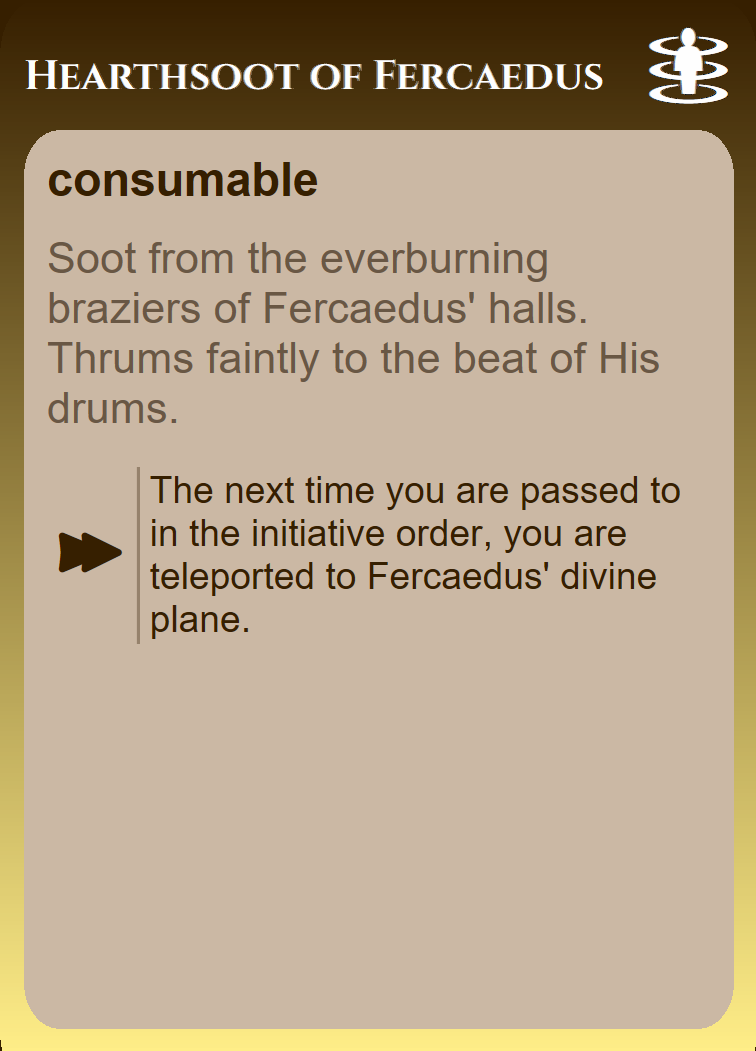 Hearthsoot of Fercaedus
consumable
Soot from the everburning
braziers of Fercaedus' halls.
Thrums faintly to the beat of His
drums.
The next time you are passed to
in the initiative order, you are
teleported to Fercaedus' divine
plane.